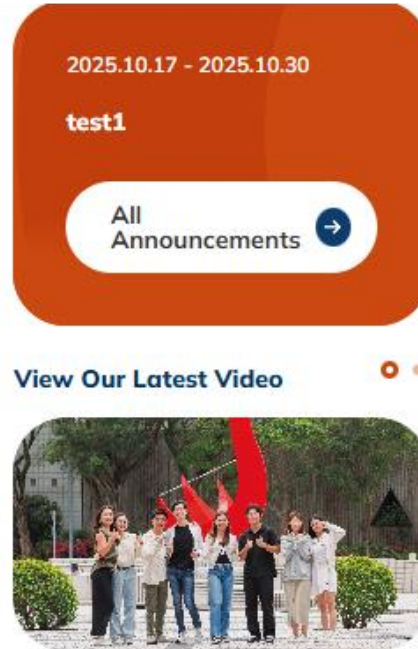 2025.10.17 - 2025.10.30
test1
All
Announcements
View Our Latest Video